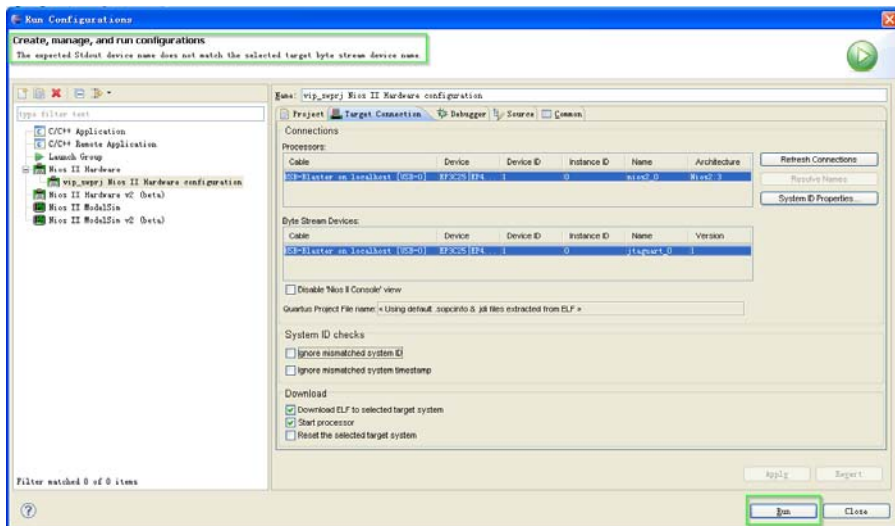 Run Configurations
Create, manage, and run configurations
The expected Stdout device name does not match the selected target byte stream device name.
Name: vip_svprj Nios II Hardware configuration
type filter text
C/C++ Application
C/C++ Remote Application
Launch Group
Nios II Hardware
vip_svprj Nios II Hardware configuration
Nios II Hardware v2 (beta)
Nios II ModelSim
Nios II ModelSim v2 (beta)
Filter matched 8 of 8 items
Project Target Connection Debugger Source Common
Connections
Processors:
Cable Device Device ID Instance ID Name Architecture
USB-Blaster on localhost [USB-0] EP3C25|EP4... 1 0 nios2_0 Nios2:3
Refresh Connections
Resolve Names
System ID Properties...
Byte Stream Devices:
Cable Device Device ID Instance ID Name Version
USB-Blaster on localhost [USB-0] EP3C25|EP4... 1 0 jtaguart_0 1
Disable 'Nios II Console' view
Quartus Project File name: < Using default .sopcinfo & .jdi files extracted from ELF >
System ID checks
Ignore mismatched system ID
Ignore mismatched system timestamp
Download
Download ELF to selected target system
Start processor
Reset the selected target system
Apply Revert
Run Close